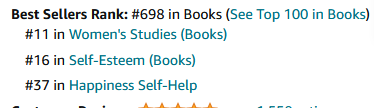 Best Sellers Rank: #698 in Books (See Top 100 in Books)
#11 in Women's Studies (Books)
#16 in Self-Esteem (Books)
#37 in Happiness Self-Help